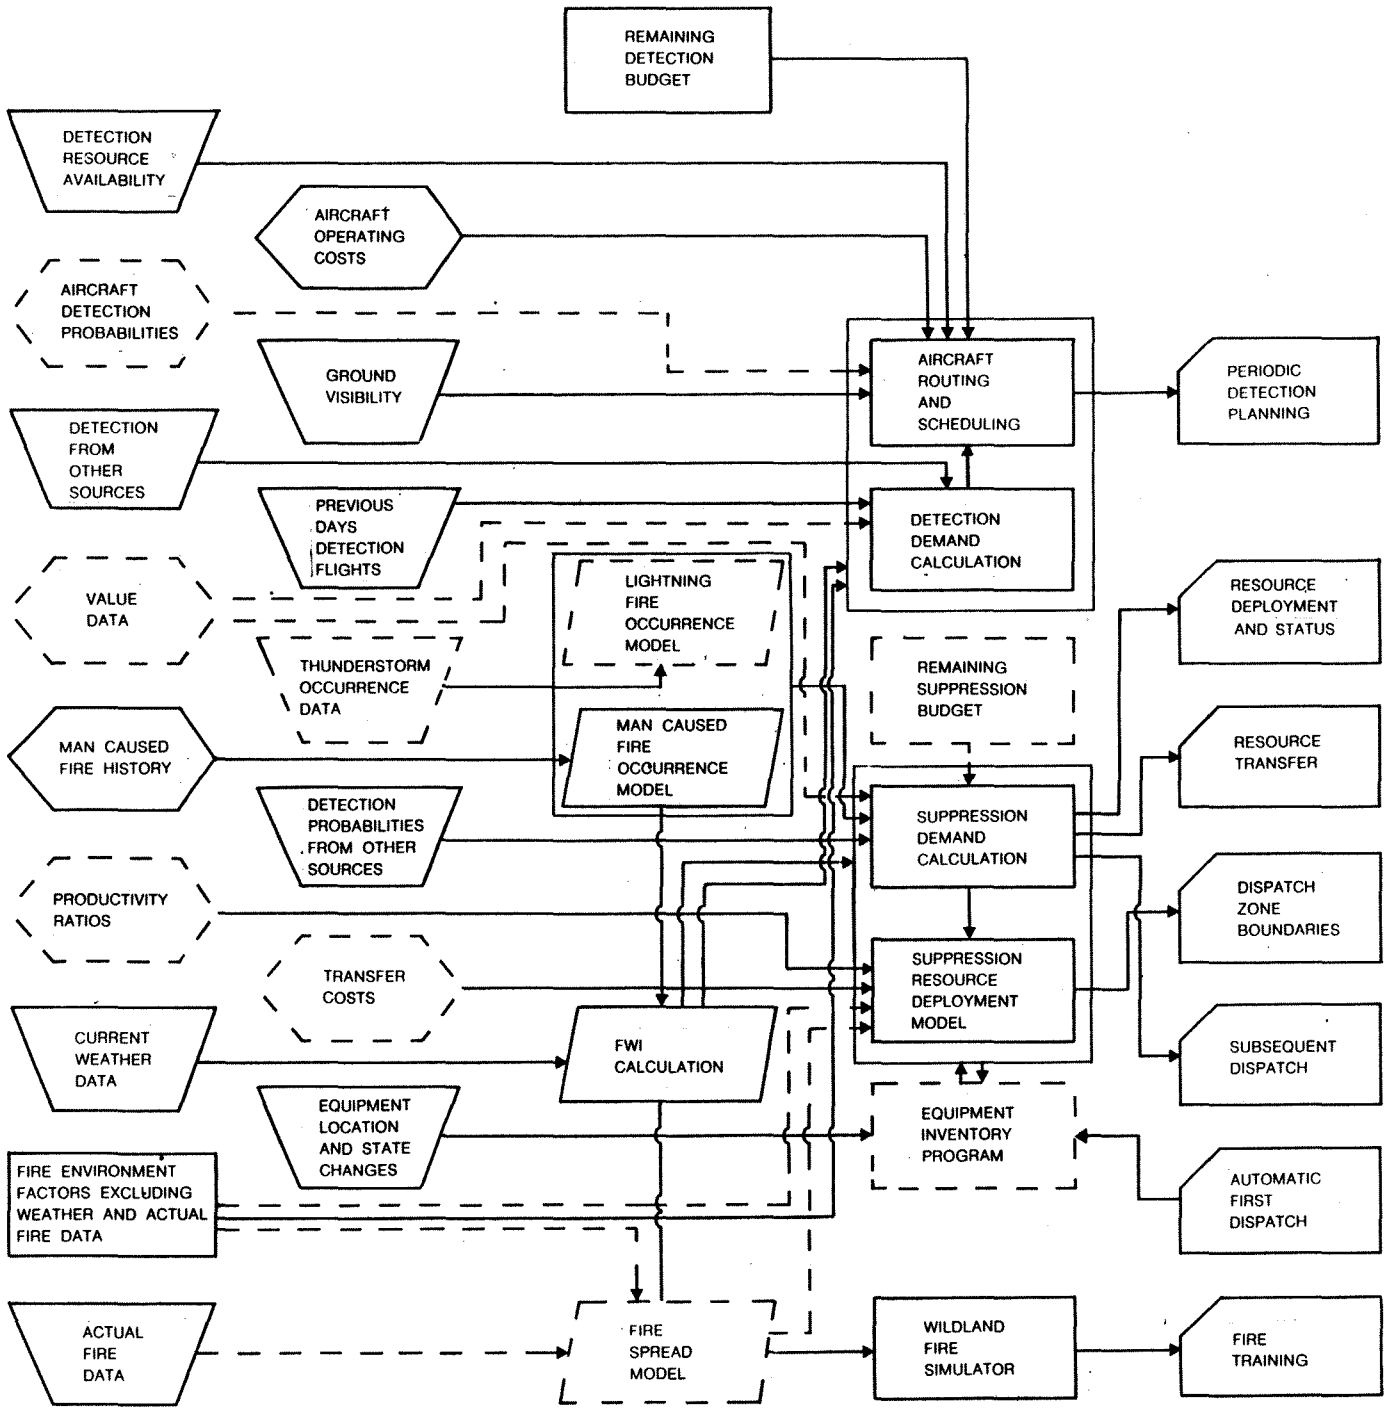 REMAINING
DETECTION
BUDGET
DETECTION
RESOURCE
AVAILABILITY
AIRCRAFT
OPERATING
COSTS
AIRCRAFT
DETECTION
PROBABILITIES
GROUND
VISIBILITY
AIRCRAFT
ROUTING
AND
SCHEDULING
PERIODIC
DETECTION
PLANNING
DETECTION
FROM
OTHER
SOURCES
PREVIOUS
DAYS
DETECTION
FLIGHTS
DETECTION
DEMAND
CALCULATION
VALUE
DATA
LIGHTNING
FIRE
OCCURRENCE
MODEL
RESOURCE
DEPLOYMENT
AND STATUS
THUNDERSTORM
OCCURRENCE
DATA
REMAINING
SUPPRESSION
BUDGET
MAN CAUSED
FIRE HISTORY
MAN CAUSED
FIRE
OCCURRENCE
MODEL
RESOURCE
TRANSFER
DETECTION
PROBABILITIES
FROM OTHER
SOURCES
SUPPRESSION
DEMAND
CALCULATION
PRODUCTIVITY
RATIOS
DISPATCH
ZONE
BOUNDARIES
TRANSFER
COSTS
SUPPRESSION
RESOURCE
DEPLOYMENT
MODEL
CURRENT
WEATHER
DATA
FWI
CALCULATION
SUBSEQUENT
DISPATCH
EQUIPMENT
LOCATION
AND STATE
CHANGES
EQUIPMENT
INVENTORY
PROGRAM
FIRE ENVIRONMENT
FACTORS EXCLUDING
WEATHER AND ACTUAL
FIRE DATA
AUTOMATIC
FIRST
DISPATCH
ACTUAL
FIRE
DATA
FIRE
SPREAD
MODEL
WILDLAND
FIRE
SIMULATOR
FIRE
TRAINING